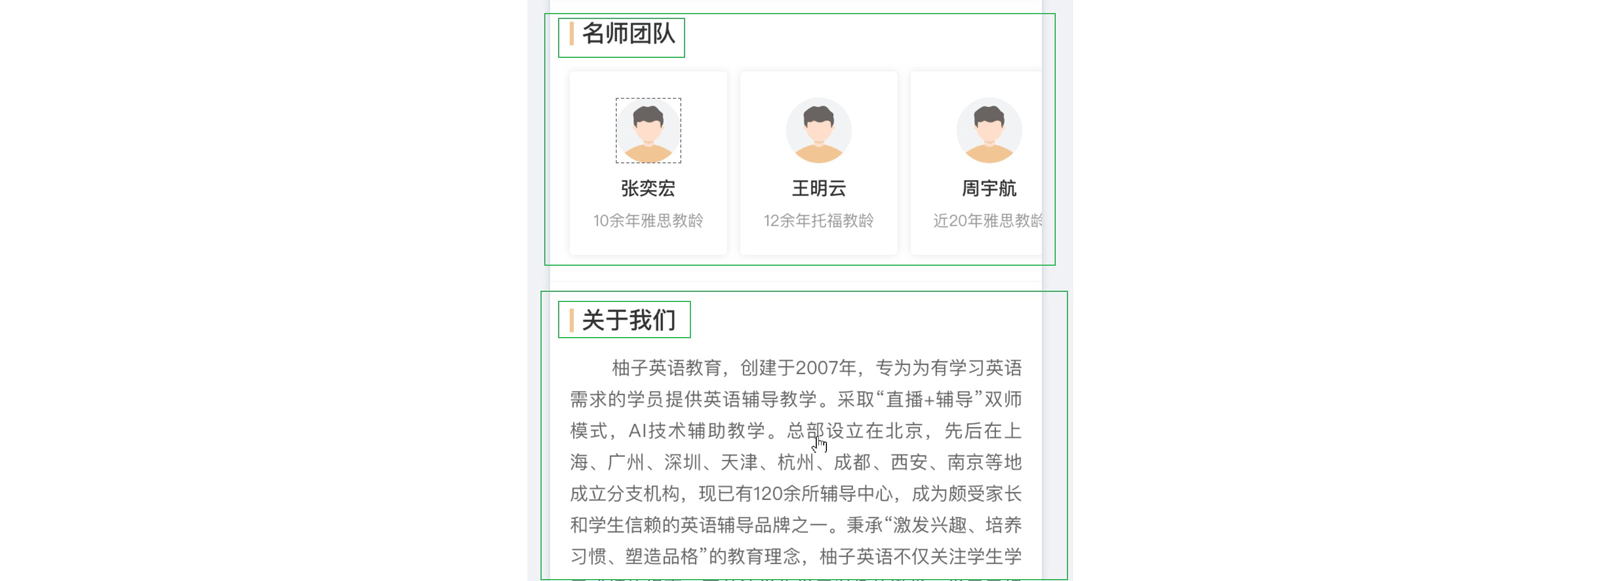 名师团队
张奕宏
王明云
周宇航
10余年雅思教龄
12余年托福教龄
近20年雅思教龄
关于我们
柚子英语教育，创建于2007年，专为为有学习英语
需求的学员提供英语辅导教学。采取“直播+辅导”双师
模式，AI技术辅助教学。总部设立在北京，先后在上
海、广州、深圳、天津、杭州、成都、西安、南京等地
成立分支机构，现已有120余所辅导中心，成为颇受家长
和学生信赖的英语辅导品牌之一。秉承“激发兴趣、培养
习惯、塑造品格”的教育理念，柚子英语不仅关注学生学